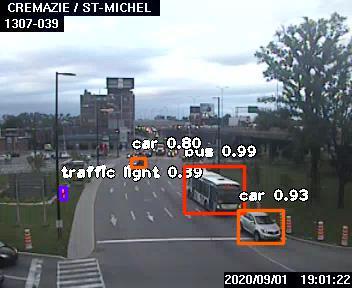 CREMAZIE / ST-MICHEL
1307-039
car 0.80
bus 0.99
traffic light 0.89
car 0.93
2020/09/01 19:01:22